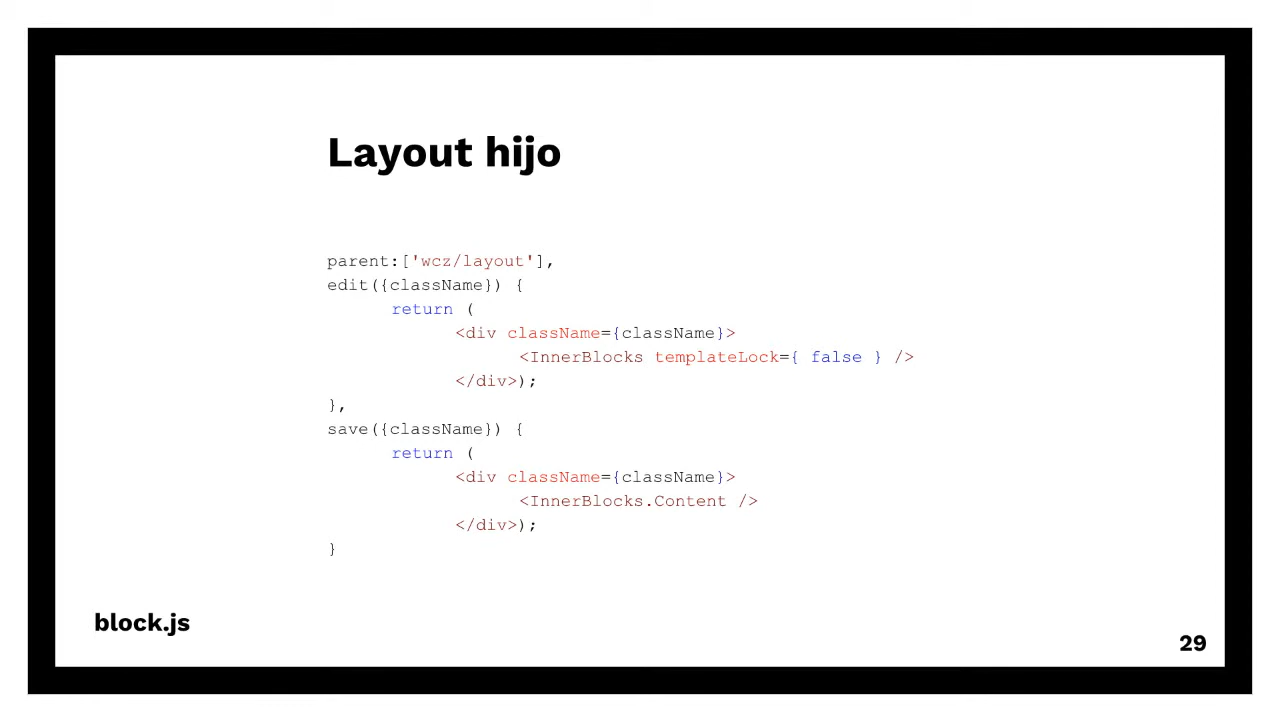 Layout hijo
parent:['wcz/layout'],
edit({className}) {
return (
<div className={className}>
<InnerBlocks templateLock={ false } />
</div>);
},
save({className}) {
return (
<div className={className}>
<InnerBlocks.Content />
</div>);
}
block.js
29